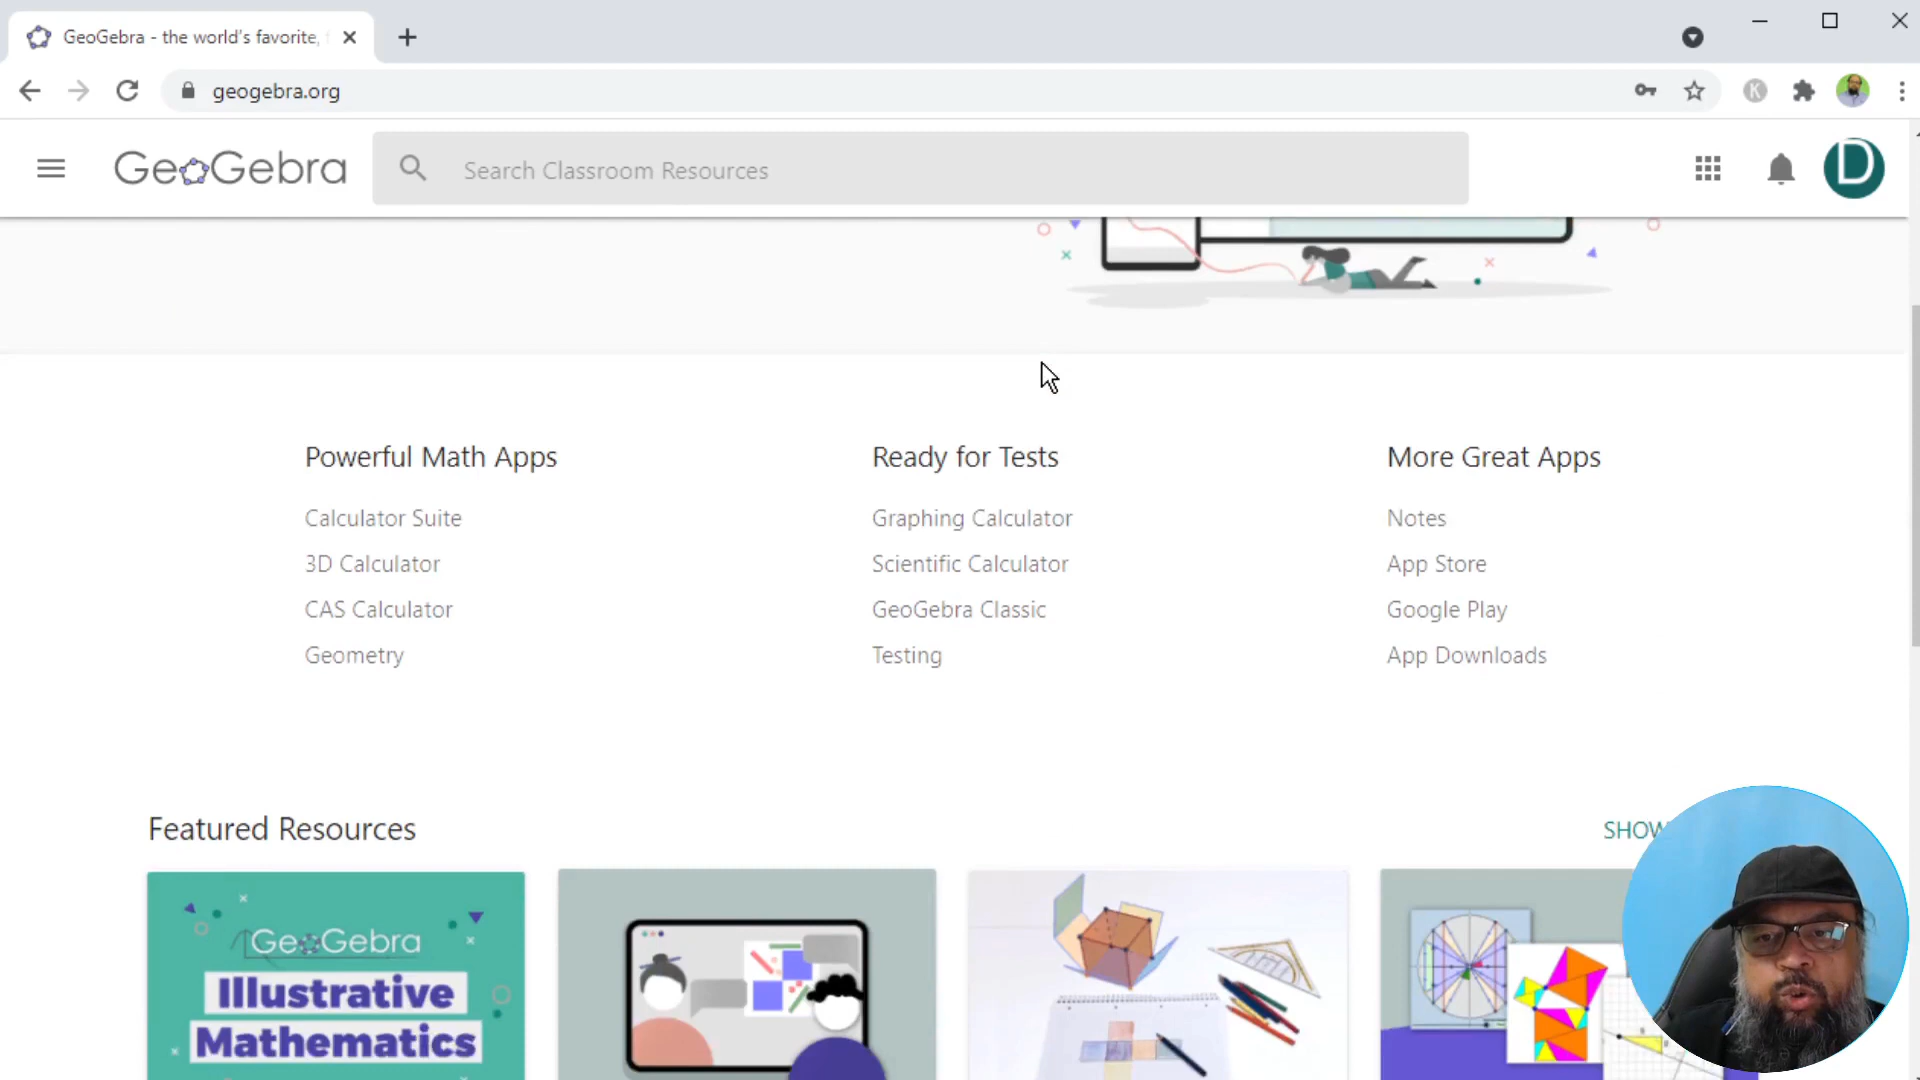 GeoGebra - the world's favorite,
geogebra.org
K
GeoGebra
Search Classroom Resources
D
Powerful Math Apps
Calculator Suite
3D Calculator
CAS Calculator
Geometry
Ready for Tests
Graphing Calculator
Scientific Calculator
GeoGebra Classic
Testing
More Great Apps
Notes
App Store
Google Play
App Downloads
Featured Resources
SHOW
GeoGebra
Illustrative
Mathematics